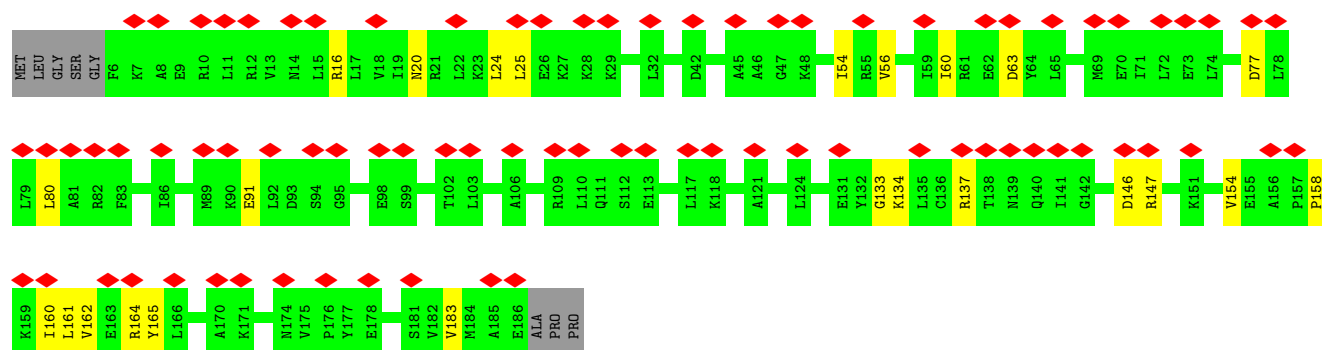 MET LEU GLY SER GLY F6 K7 A8 E9 R10 L11 R12 V13 N14 L15 R16 L17 V18 I19 N20 R21 L22 K23 L24 L25 E26 K27 K28 K29 L32 D42 A45 A46 G47 K48 I54 R55 V56 I59 I60 R61 E62 D63 Y64 L65 M69 E70 I71 L72 E73 L74 D77 L78
L79 L80 A81 R82 F83 I86 M89 K90 E91 L92 D93 S94 G95 E98 S99 T102 L103 A106 R109 L110 Q111 S112 E113 L117 K118 A121 L124 E131 Y132 G133 K134 L135 C136 R137 T138 N139 Q140 I141 G142 D146 R147 K151 V154 E155 A156 P157 P158
K159 I160 L161 V162 E163 R164 Y165 L166 A170 K171 N174 V175 P176 Y177 E178 S181 V182 V183 M184 A185 E186 ALA PRO PRO